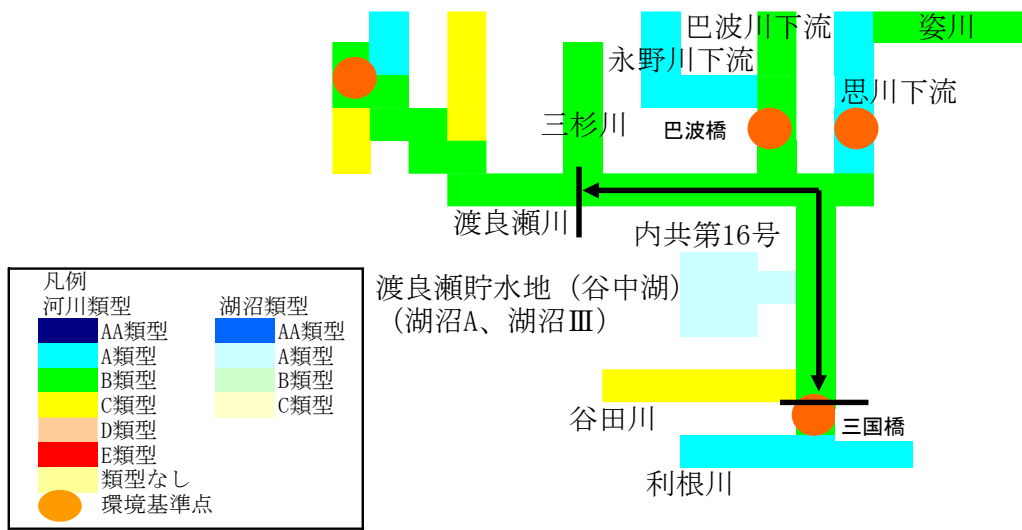 巴波川下流
姿川
永野川下流
思川下流
三杉川
巴波橋
渡良瀬川
内共第16号
渡良瀬貯水地（谷中湖）
（湖沼A、湖沼Ⅲ）
谷田川
三国橋
利根川
凡例
河川類型
湖沼類型
AA類型
AA類型
A類型
A類型
B類型
B類型
C類型
C類型
D類型
E類型
類型なし
環境基準点